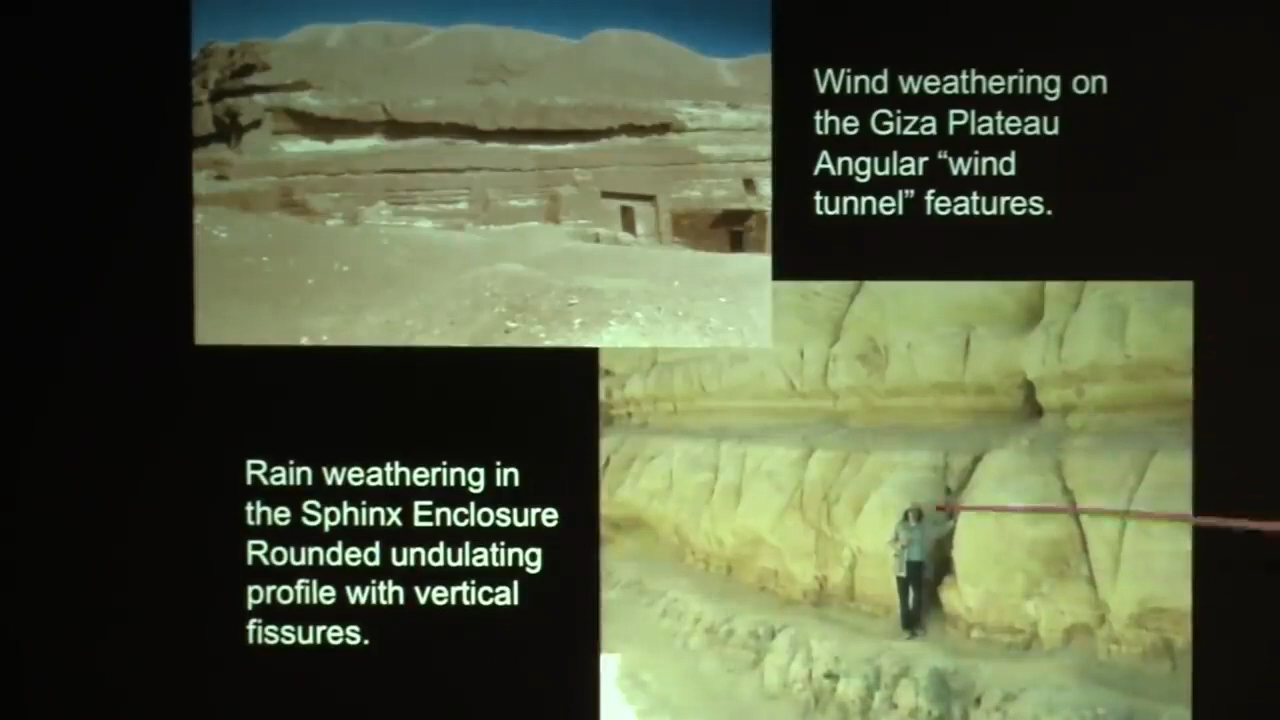 Wind weathering on
the Giza Plateau
Angular “wind
tunnel” features.
Rain weathering in
the Sphinx Enclosure
Rounded undulating
profile with vertical
fissures.